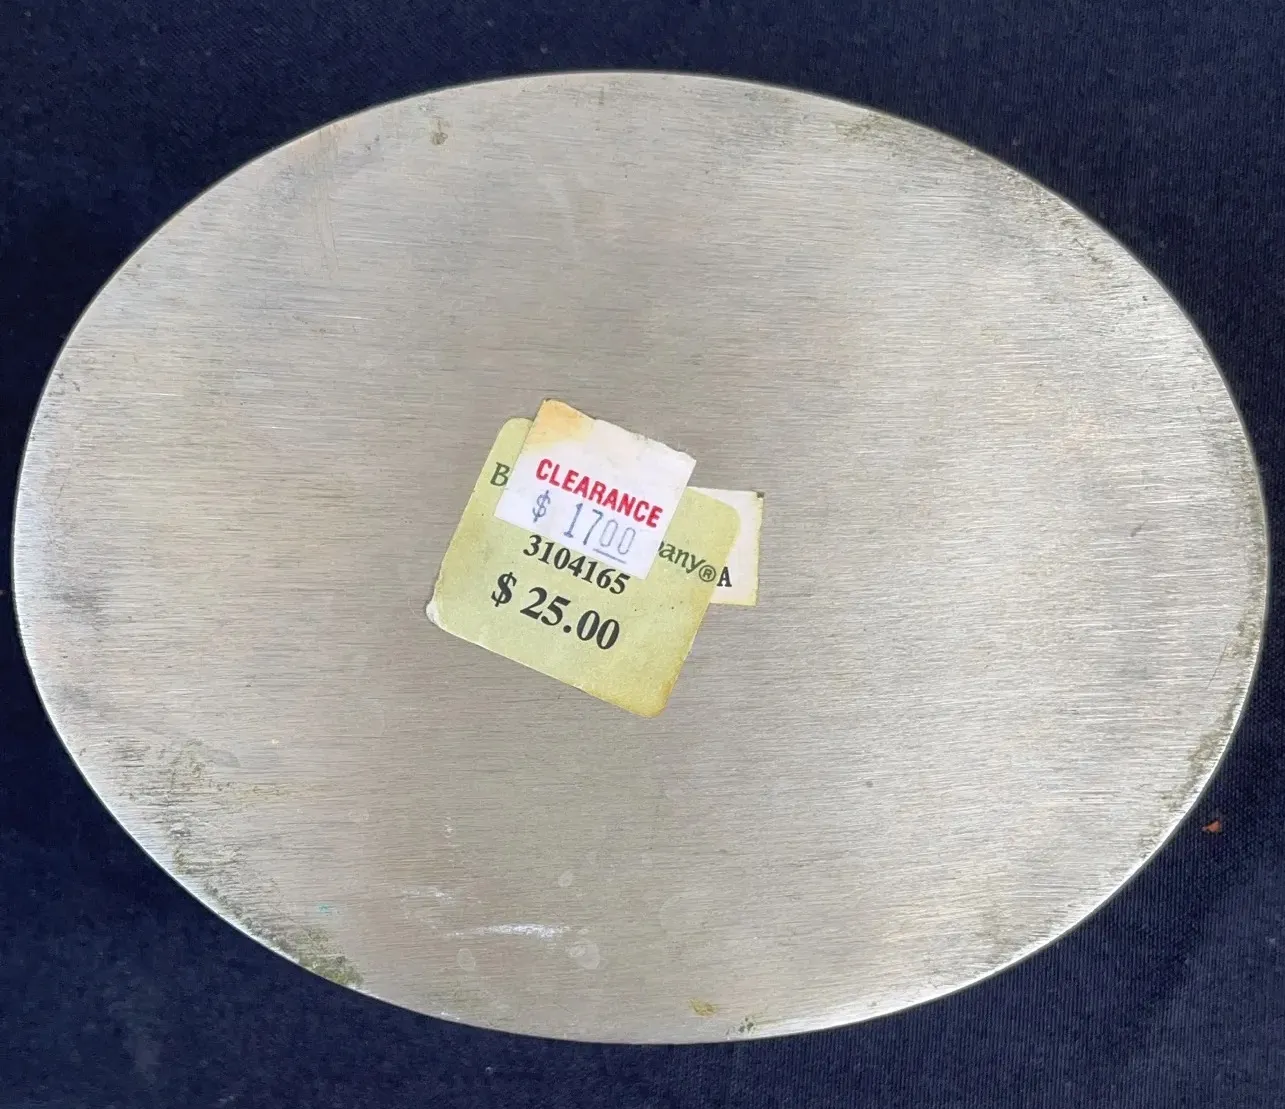 CLEARANCE
$ 1700
B any®
3104165
$ 25.00
A